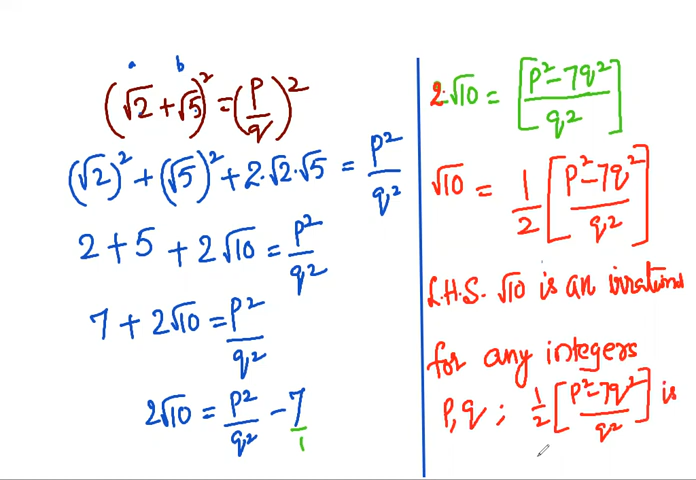 a b
(√2 + √5)² = (p/q)²
(√2)² + (√5)² + 2·√2·√5 = p²/q²
2 + 5 + 2√10 = p²/q²
7 + 2√10 = p²/q²
2√10 = p²/q² - 7/1
2·√10 = [p²-7q²/q²]
√10 = 1/2 [p²-7q²/q²]
L.H.S. √10 is an irrational
for any integers
p, q ; 1/2 [p²-7q²/q²] is